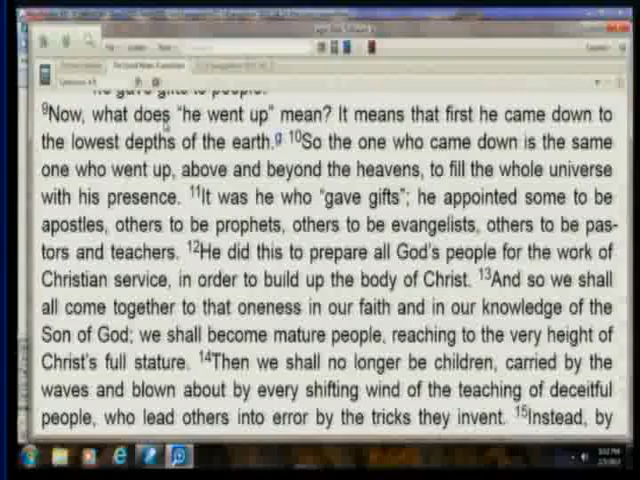 he gave gifts to people."
9Now, what does "he went up" mean? It means that first he came down to
the lowest depths of the earth.g 10So the one who came down is the same
one who went up, above and beyond the heavens, to fill the whole universe
with his presence. 11It was he who "gave gifts"; he appointed some to be
apostles, others to be prophets, others to be evangelists, others to be pas-
tors and teachers. 12He did this to prepare all God's people for the work of
Christian service, in order to build up the body of Christ. 13And so we shall
all come together to that oneness in our faith and in our knowledge of the
Son of God; we shall become mature people, reaching to the very height of
Christ's full stature. 14Then we shall no longer be children, carried by the
waves and blown about by every shifting wind of the teaching of deceitful
people, who lead others into error by the tricks they invent. 15Instead, by